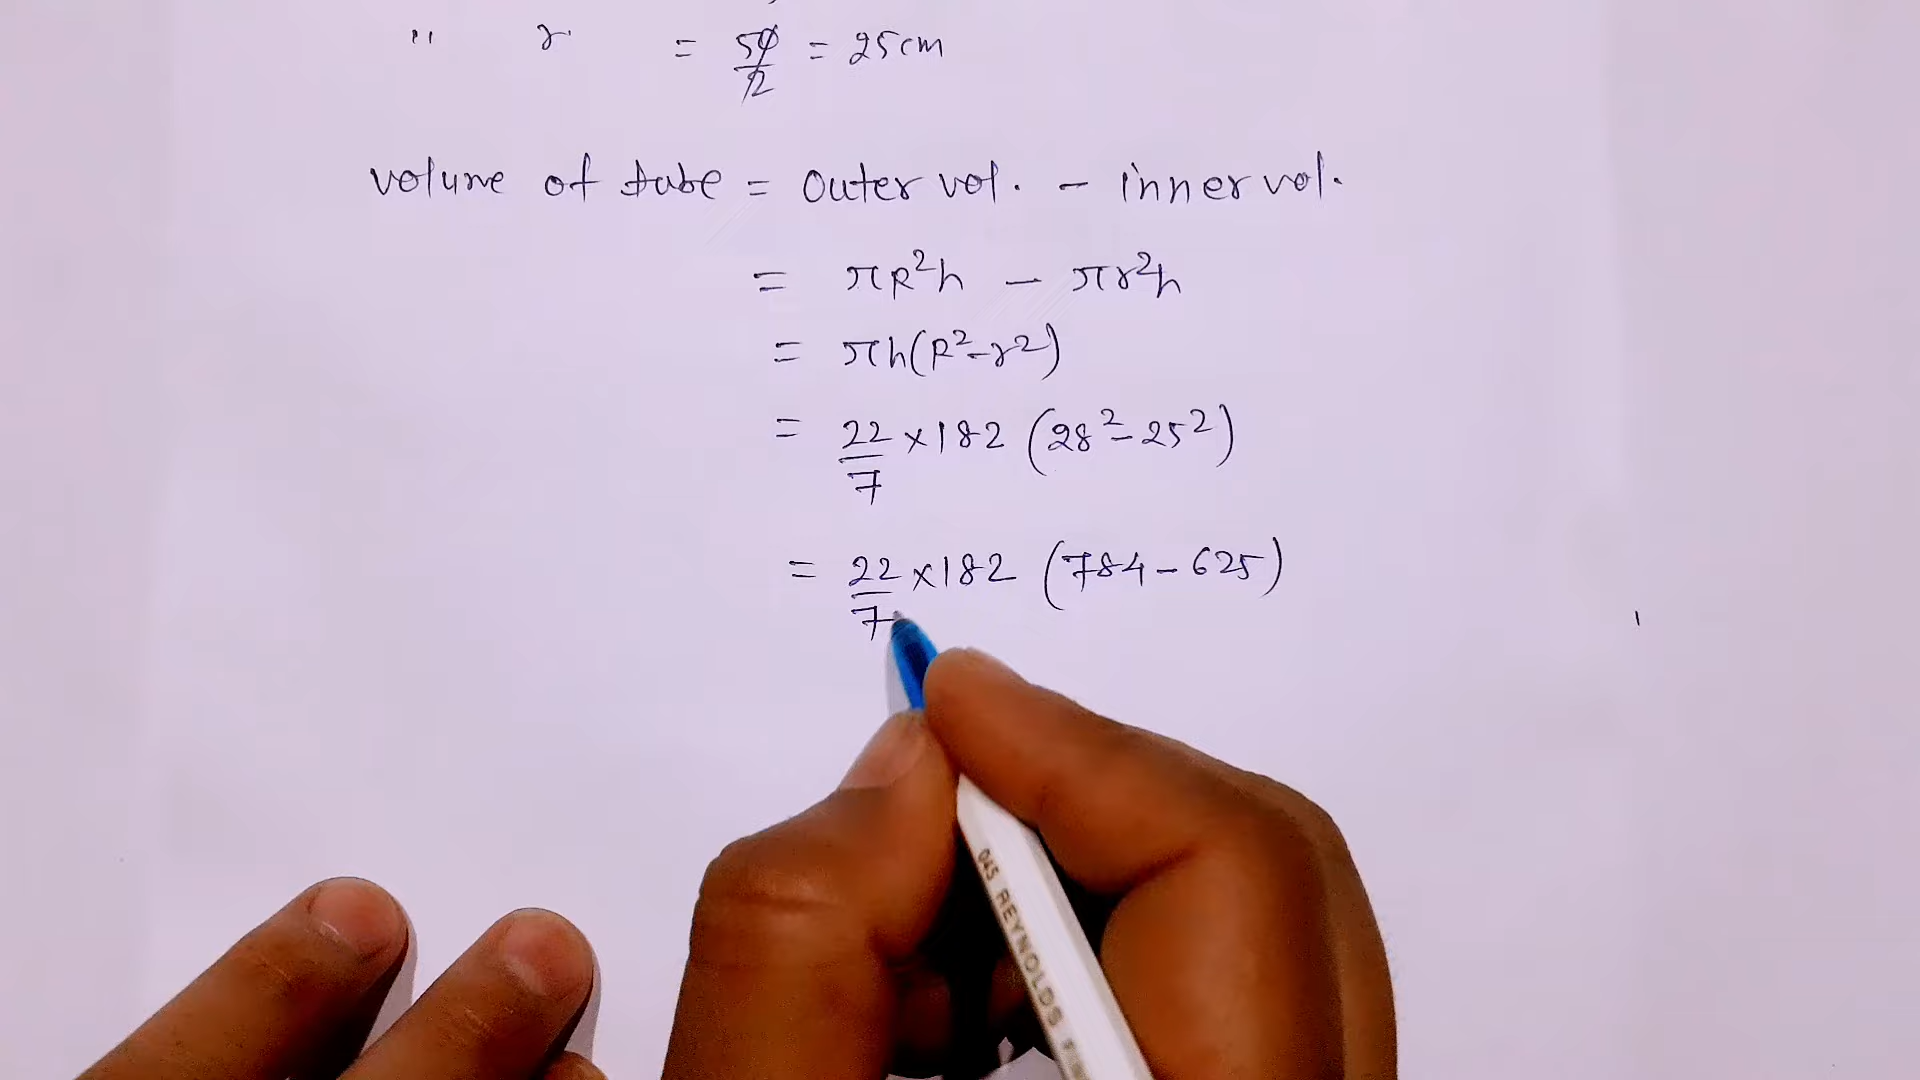 " r = 50/2 = 25cm
volume of tube = outer vol. - inner vol.
= πR²h - πr²h
= πh(R²-r²)
= 22/7 × 182 (28²-25²)
= 22/7 × 182 (784-625)
045 REYNOLDS